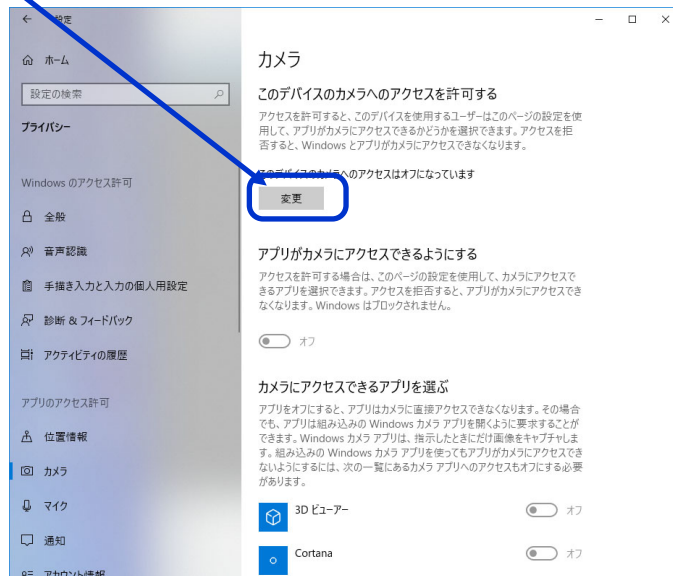 設定
ホーム
設定の検索
プライバシー
Windows のアクセス許可
全般
音声認識
手描き入力と入力の個人用設定
診断 & フィードバック
アクティビティの履歴
アプリのアクセス許可
位置情報
カメラ
マイク
通知
アカウント情報
カメラ
このデバイスのカメラへのアクセスを許可する
アクセスを許可すると、このデバイスを使用するユーザーはこのページの設定を使
用して、アプリがカメラにアクセスできるかどうかを選択できます。アクセスを拒
否すると、Windows とアプリがカメラにアクセスできなくなります。
このデバイスのカメラへのアクセスはオフになっています
変更
アプリがカメラにアクセスできるようにする
アクセスを許可する場合は、このページの設定を使用して、カメラにアクセスで
きるアプリを選択できます。アクセスを拒否すると、アプリがカメラにアクセスでき
なくなります。Windows はブロックされません。
オフ
カメラにアクセスできるアプリを選ぶ
アプリをオフにすると、アプリはカメラに直接アクセスできなくなります。その場合
でも、アプリは組み込みの Windows カメラ アプリを開くように要求することが
できます。Windows カメラ アプリは、指示したときにだけ画像をキャプチャしま
す。組み込みの Windows カメラ アプリを使ってもアプリがカメラにアクセスでき
ないようにするには、次の一覧にあるカメラ アプリへのアクセスもオフにする必要
があります。
3D ビューアー
オフ
Cortana
オフ